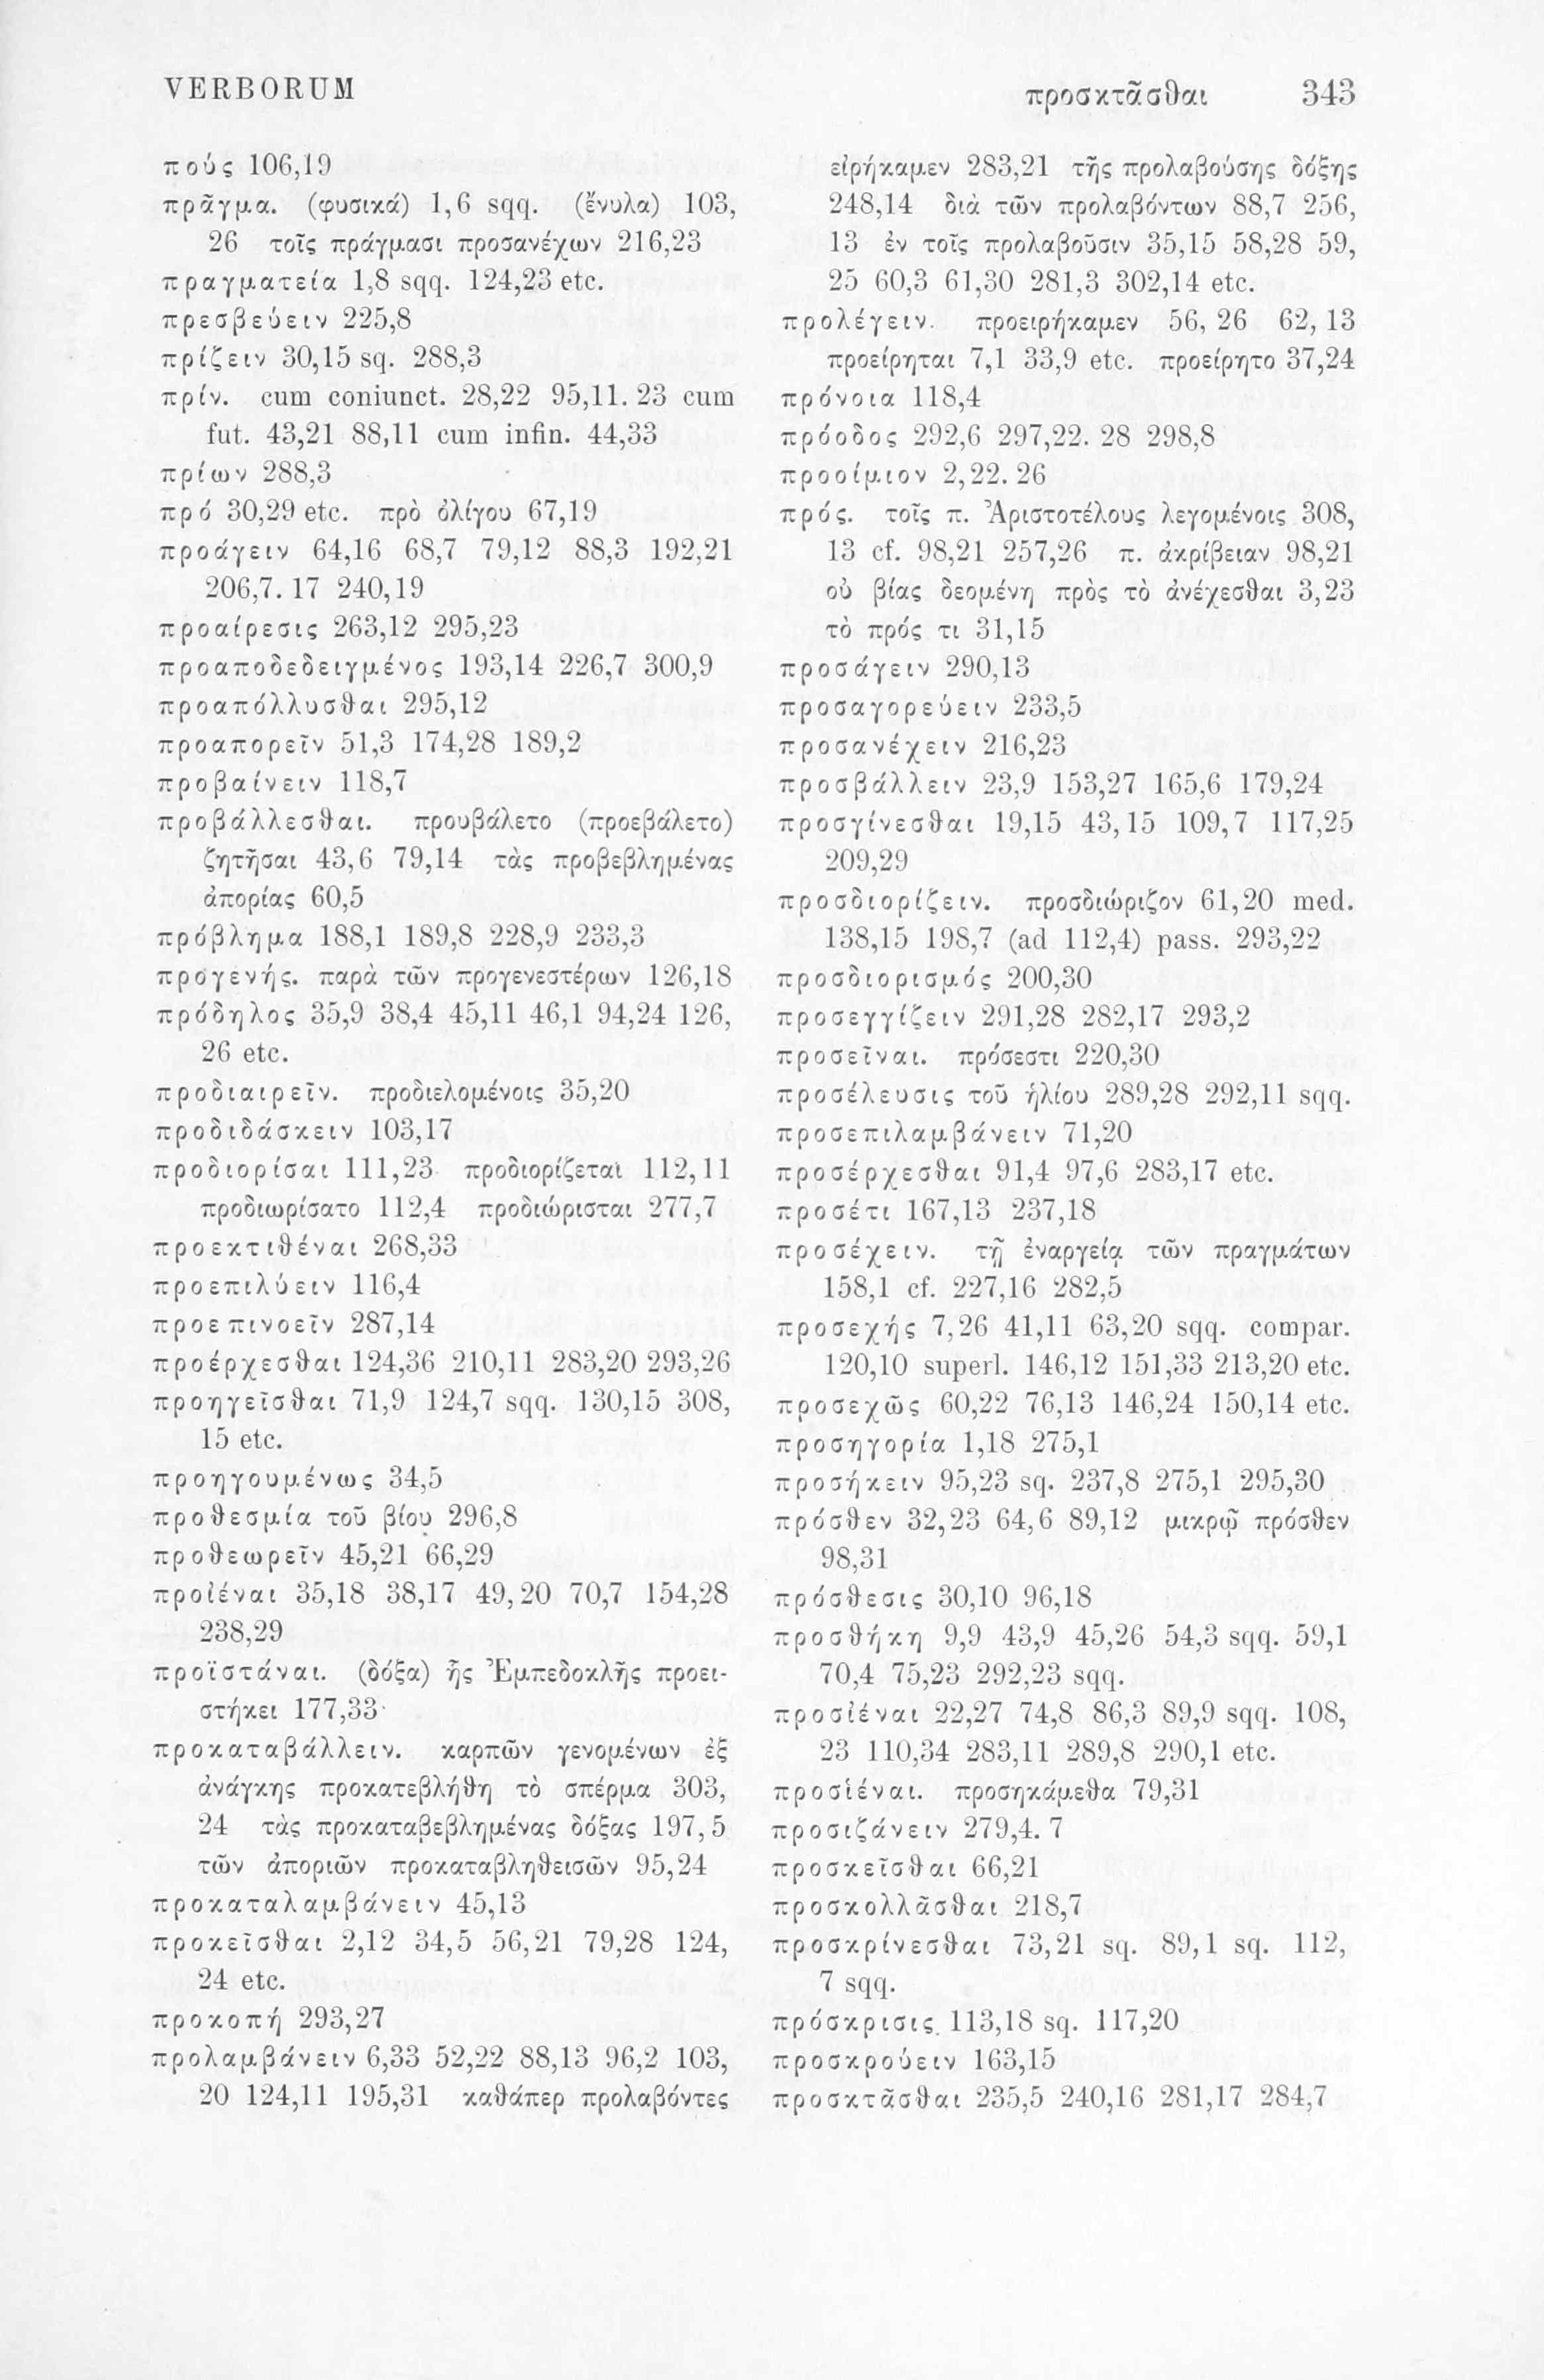 VERBORUM
προσκτᾶσθαι 343
πούς 106,19
πρᾶγμα. (φυσικά) 1,6 sqq. (ἔνυλα) 103,
26 τοῖς πράγμασι προσανέχων 216,23
πραγματεία 1,8 sqq. 124,23 etc.
πρεσβεύειν 225,8
πρίζειν 30,15 sq. 288,3
πρίν. cum coniunct. 28,22 95,11. 23 cum
fut. 43,21 88,11 cum infin. 44,33
πρίων 288,3
πρό 30,29 etc. πρὸ ὀλίγου 67,19
προάγειν 64,16 68,7 79,12 88,3 192,21
206,7. 17 240,19
προαίρεσις 263,12 295,23
προαποδεδειγμένος 193,14 226,7 300,9
προαπόλλυσθαι 295,12
προαπορεῖν 51,3 174,28 189,2
προβαίνειν 118,7
προβάλλεσθαι. προυβάλετο (προεβάλετο)
ζητῆσαι 43,6 79,14 τὰς προβεβλημένας
ἀπορίας 60,5
πρόβλημα 188,1 189,8 228,9 233,3
προγενής. παρὰ τῶν προγενεστέρων 126,18
πρόδηλος 35,9 38,4 45,11 46,1 94,24 126,
26 etc.
προδιαιρεῖν. προδιελομένοις 35,20
προδιδάσκειν 103,17
προδιορίσαι 111,23 προδιορίζεται 112,11
προδιωρίσατο 112,4 προδιώρισται 277,7
προεκτιθέναι 268,33
προεπιλύειν 116,4
προεπινοεῖν 287,14
προέρχεσθαι 124,36 210,11 283,20 293,26
προηγεῖσθαι 71,9 124,7 sqq. 130,15 308,
15 etc.
προηγουμένως 34,5
προθεσμία τοῦ βίου 296,8
προθεωρεῖν 45,21 66,29
προϊέναι 35,18 38,17 49,20 70,7 154,28
238,29
προϊστάναι. (δόξα) ἧς Ἐμπεδοκλῆς προει-
στήκει 177,33
προκαταβάλλειν. καρπῶν γενομένων ἐξ
ἀνάγκης προκατεβλήθη τὸ σπέρμα 303,
24 τὰς προκαταβεβλημένας δόξας 197,5
τῶν ἀποριῶν προκαταβληθεισῶν 95,24
προκαταλαμβάνειν 45,13
προκεῖσθαι 2,12 34,5 56,21 79,28 124,
24 etc.
προκοπή 293,27
προλαμβάνειν 6,33 52,22 88,13 96,2 103,
20 124,11 195,31 καθάπερ προλαβόντες
εἰρήκαμεν 283,21 τῆς προλαβούσης δόξης
248,14 διὰ τῶν προλαβόντων 88,7 256,
13 ἐν τοῖς προλαβοῦσιν 35,15 58,28 59,
25 60,3 61,30 281,3 302,14 etc.
προλέγειν. προειρήκαμεν 56, 26 62, 13
προείρηται 7,1 33,9 etc. προείρητο 37,24
πρόνοια 118,4
πρόοδος 292,6 297,22. 28 298,8
προοίμιον 2,22. 26
πρός. τοῖς π. Ἀριστοτέλους λεγομένοις 308,
13 cf. 98,21 257,26 π. ἀκρίβειαν 98,21
οὐ βίας δεομένη πρὸς τὸ ἀνέχεσθαι 3,23
τὸ πρός τι 31,15
προσάγειν 290,13
προσαγορεύειν 233,5
προσανέχειν 216,23
προσβάλλειν 23,9 153,27 165,6 179,24
προσγίνεσθαι 19,15 43,15 109,7 117,25
209,29
προσδιορίζειν. προσδιώριζον 61,20 med.
138,15 198,7 (ad 112,4) pass. 293,22
προσδιορισμός 200,30
προσεγγίζειν 291,28 282,17 293,2
προσεῖναι. πρόσεστι 220,30
προσέλευσις τοῦ ἡλίου 289,28 292,11 sqq.
προσεπιλαμβάνειν 71,20
προσέρχεσθαι 91,4 97,6 283,17 etc.
προσέτι 167,13 237,18
προσέχειν. τῇ ἐναργείᾳ τῶν πραγμάτων
158,1 cf. 227,16 282,5
προσεχής 7,26 41,11 63,20 sqq. compar.
120,10 superl. 146,12 151,33 213,20 etc.
προσεχῶς 60,22 76,13 146,24 150,14 etc.
προσηγορία 1,18 275,1
προσήκειν 95,23 sq. 237,8 275,1 295,30
πρόσθεν 32,23 64,6 89,12 μικρῷ πρόσθεν
98,31
πρόσθεσις 30,10 96,18
προσθήκη 9,9 43,9 45,26 54,3 sqq. 59,1
70,4 75,23 292,23 sqq.
προσιέναι 22,27 74,8 86,3 89,9 sqq. 108,
23 110,34 283,11 289,8 290,1 etc.
προσἱέναι. προσηκάμεθα 79,31
προσιζάνειν 279,4. 7
προσκεῖσθαι 66,21
προσκολλᾶσθαι 218,7
προσκρίνεσθαι 73,21 sq. 89,1 sq. 112,
7 sqq.
πρόσκρισις 113,18 sq. 117,20
προσκρούειν 163,15
προσκτᾶσθαι 235,5 240,16 281,17 284,7